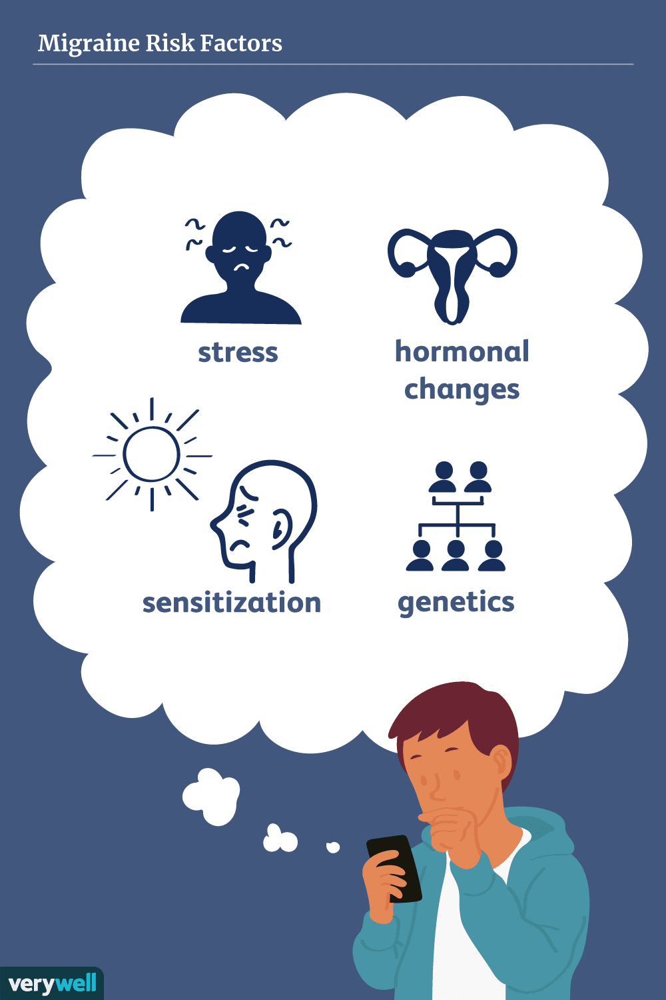 Migraine Risk Factors
stress
hormonal
changes
sensitization
genetics
verywell